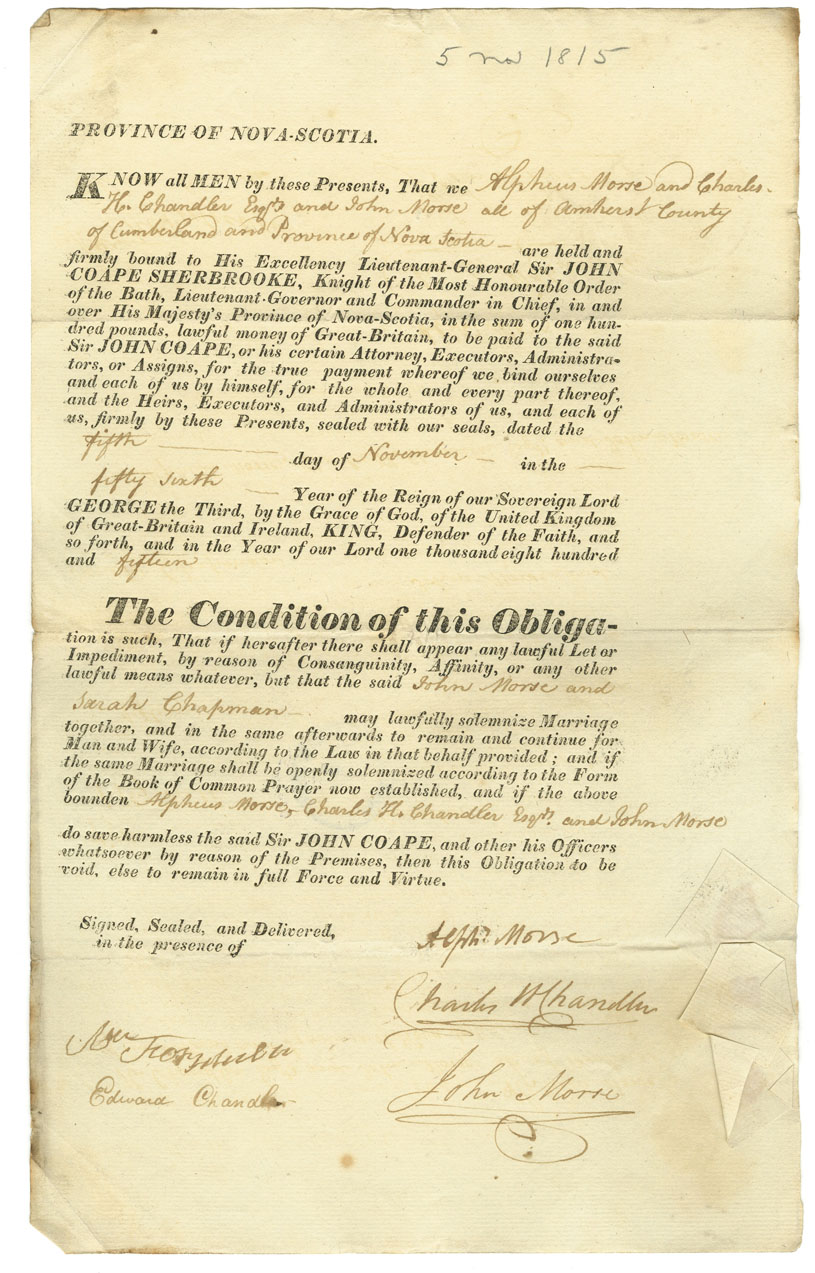 5 nov 1815
PROVINCE OF NOVA-SCOTIA.
KNOW all MEN by these Presents, That we Alpheus Morse and Charles
H. Chandler Esqrs and John Morse all of Amherst County
of Cumberland and Province of Nova Scotia — are held and
firmly bound to His Excellency Lieutenant-General Sir JOHN
COAPE SHERBROOKE, Knight of the Most Honourable Order
of the Bath, Lieutenant-Governor and Commander in Chief, in and
over His Majesty's Province of Nova-Scotia, in the sum of one hun-
dred pounds, lawful money of Great-Britain, to be paid to the said
Sir JOHN COAPE, or his certain Attorney, Executors, Administra-
tors, or Assigns, for the true payment whereof we bind ourselves
and each of us by himself, for the whole and every part thereof,
and the Heirs, Executors, and Administrators of us, and each of
us, firmly by these Presents, sealed with our seals, dated the
fifth — day of November — in the —
fifty sixth — Year of the Reign of our Sovereign Lord
GEORGE the Third, by the Grace of God, of the United Kingdom
of Great-Britain and Ireland, KING, Defender of the Faith, and
so forth, and in the Year of our Lord one thousand eight hundred
and fifteen
The Condition of this Obliga-
tion is such, That if hereafter there shall appear any lawful Let or
Impediment, by reason of Consanguinity, Affinity, or any other
lawful means whatever, but that the said John Morse and
Sarah Chapman — may lawfully solemnize Marriage
together, and in the same afterwards to remain and continue for
Man and Wife, according to the Law in that behalf provided; and if
the same Marriage shall be openly solemnized according to the Form
of the Book of Common Prayer now established, and if the above
bounden Alpheus Morse, Charles H. Chandler Esqrs. and John Morse
do save harmless the said Sir JOHN COAPE, and other his Officers
whatsoever by reason of the Premises, then this Obligation to be
void, else to remain in full Force and Virtue.
Signed, Sealed, and Delivered,
in the presence of
Alphs Morse
Charles H Chandler
John Morse
Edward Chandler